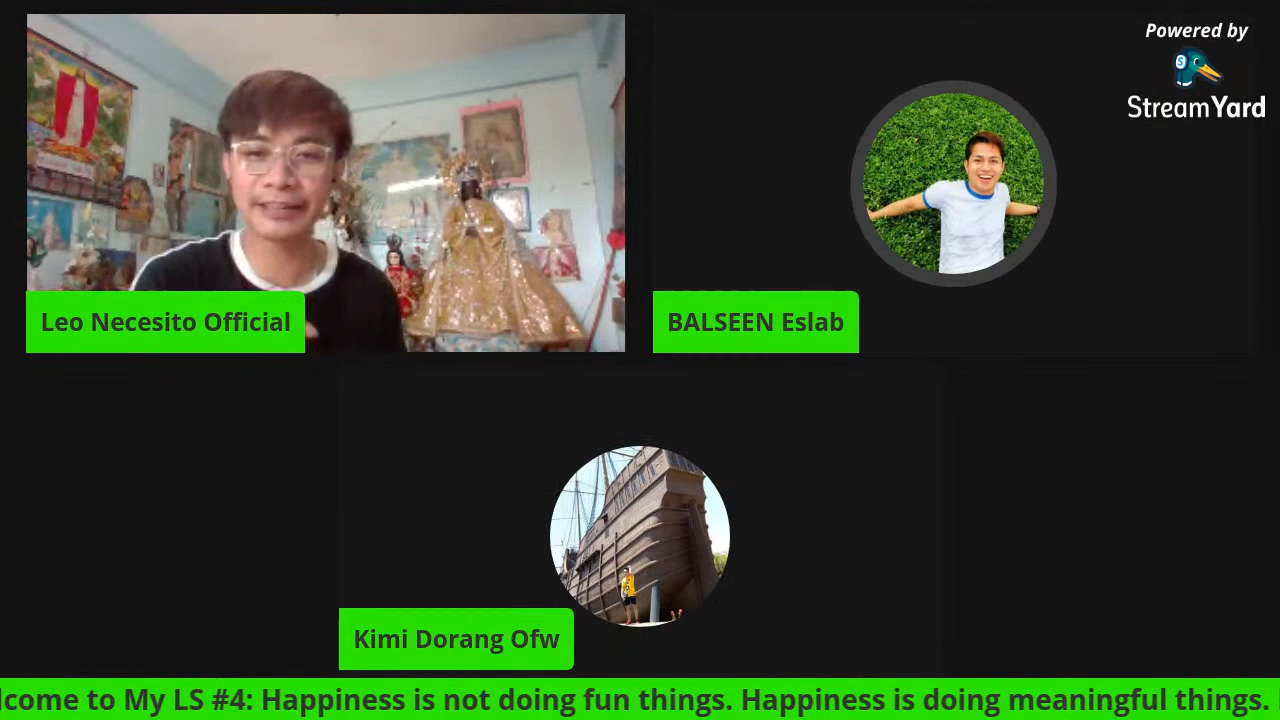 Powered by
StreamYard
Leo Necesito Official
BALSEEN Eslab
Kimi Dorang Ofw
lcome to My LS #4: Happiness is not doing fun things. Happiness is doing meaningful things.